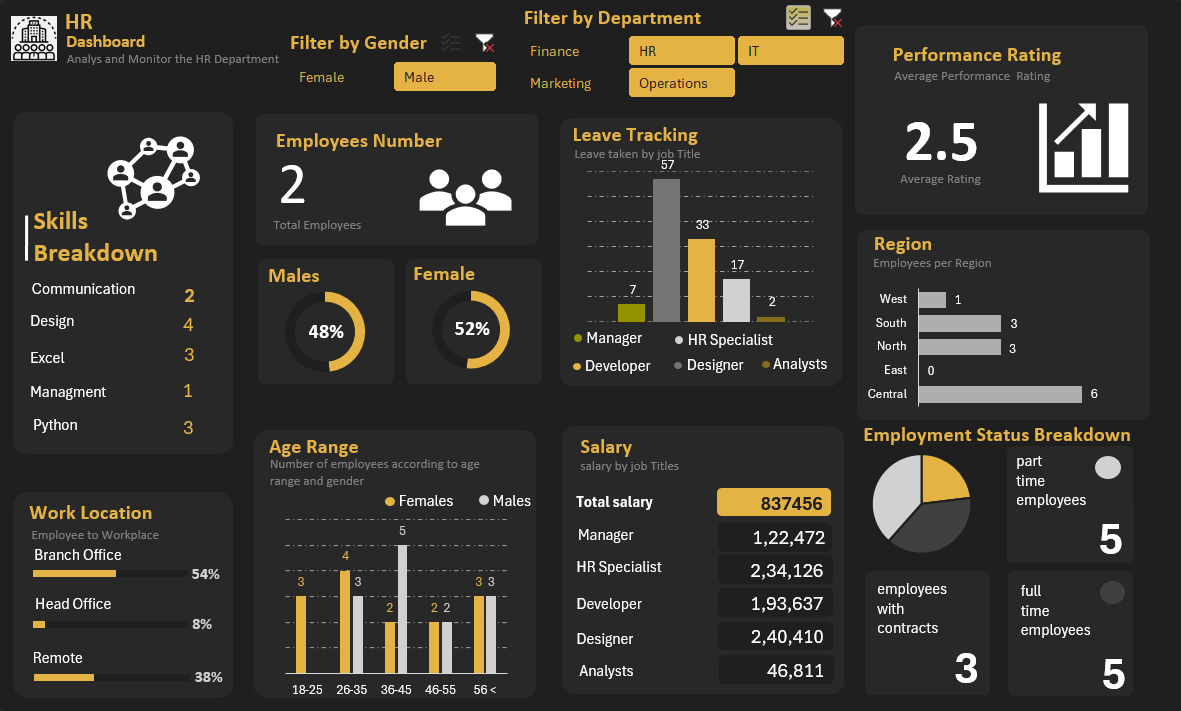 HR
Dashboard
Analys and Monitor the HR Department
Filter by Gender
Female
Male
Filter by Department
Finance
HR
IT
Marketing
Operations
Performance Rating
Average Performance Rating
2.5
Average Rating
Skills
Breakdown
Communication 2
Design 4
Excel 3
Managment 1
Python 3
Employees Number
2
Total Employees
Males
48%
Female
52%
Leave Tracking
Leave taken by job Title
57
33
17
7
2
Manager
HR Specialist
Developer
Designer
Analysts
Region
Employees per Region
West 1
South 3
North 3
East 0
Central 6
Work Location
Employee to Workplace
Branch Office
54%
Head Office
8%
Remote
38%
Age Range
Number of employees according to age
range and gender
Females
Males
3
4 3
2 5
2 2
3 3
18-25 26-35 36-45 46-55 56 <
Salary
salary by job Titles
Total salary 837456
Manager 1,22,472
HR Specialist 2,34,126
Developer 1,93,637
Designer 2,40,410
Analysts 46,811
Employment Status Breakdown
part
time
employees
5
employees
with
contracts
3
full
time
employees
5